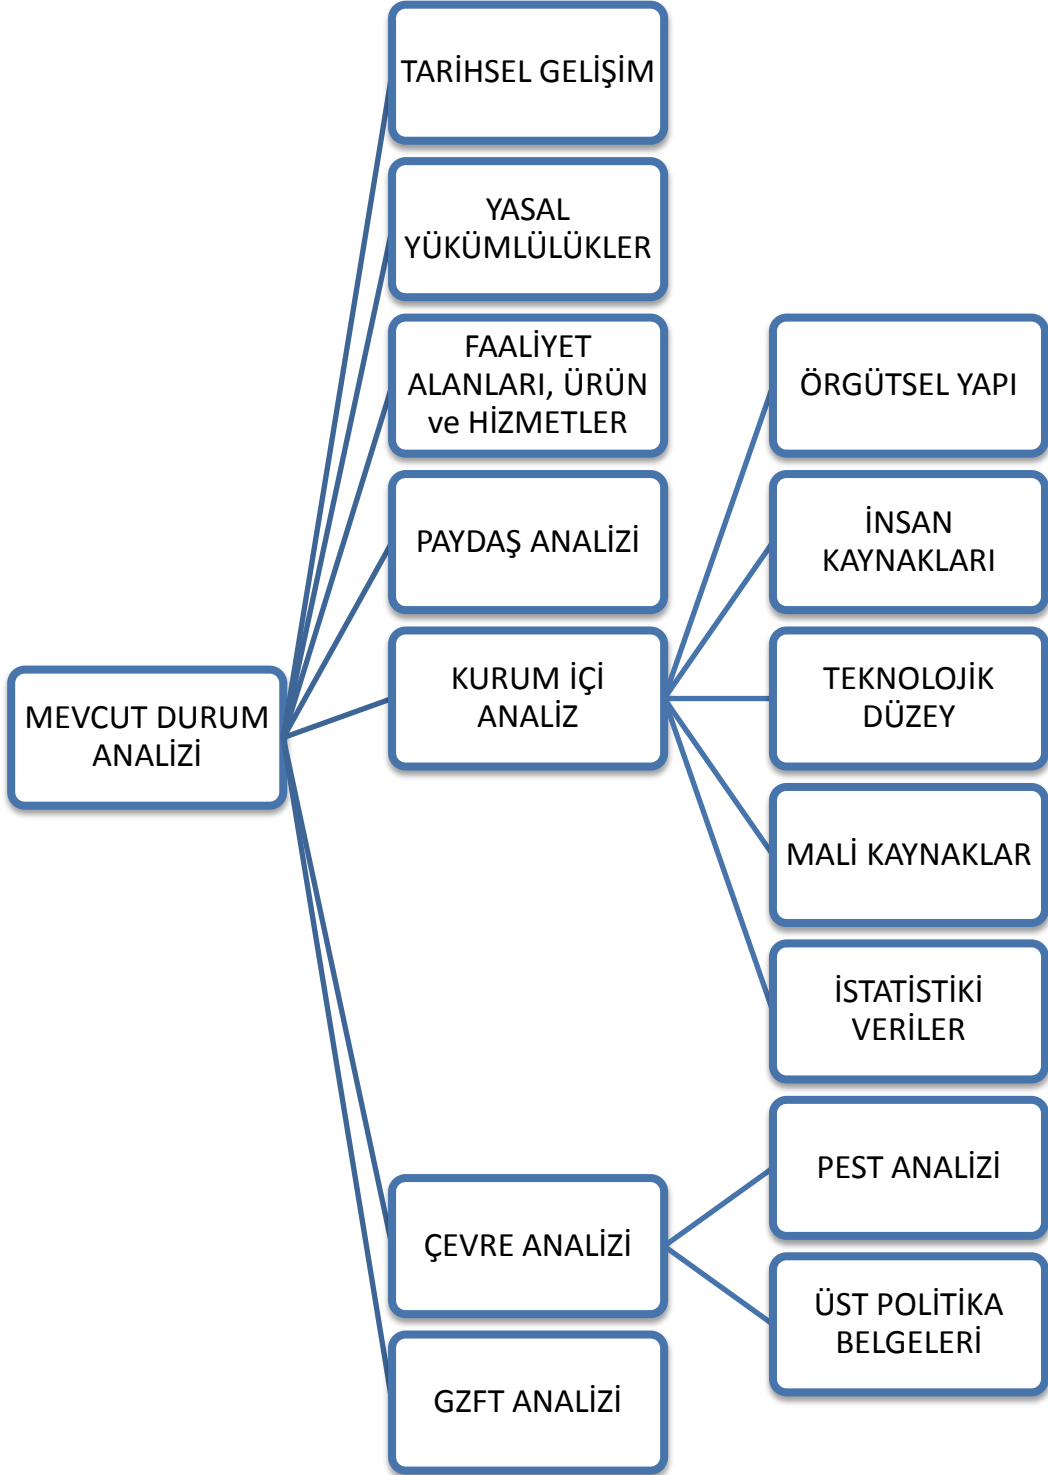 TARİHSEL GELİŞİM
YASAL
YÜKÜMLÜLÜKLER
FAALİYET
ALANLARI, ÜRÜN
ve HİZMETLER
PAYDAŞ ANALİZİ
KURUM İÇİ
ANALİZ
MEVCUT DURUM
ANALİZİ
ÖRGÜTSEL YAPI
İNSAN
KAYNAKLARI
TEKNOLOJİK
DÜZEY
MALİ KAYNAKLAR
İSTATİSTİKİ
VERİLER
ÇEVRE ANALİZİ
PEST ANALİZİ
ÜST POLİTİKA
BELGELERİ
GZFT ANALİZİ